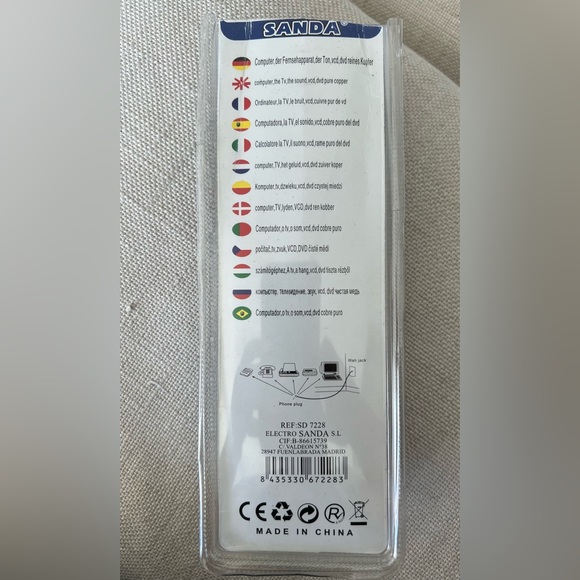 SANDA®
Computer,der Fernsehapparat,der Ton,vcd,dvd reines Kupfer
computer,the Tv,the sound,vcd,dvd pure copper
Ordinateur,la TV,le bruit,vcd,cuivre pur de vd
Computadora,la TV,el sonido,vcd,cobre puro del dvd
Calcolatore la TV,il suono,vcd,rame puro del dvd
computer,TV,het geluid,vcd,dvd zuiver koper
Komputer,tv,dzwieku,vcd,dvd czystej miedzi
computer,TV,lyden,VCD,dvd ren kobber
Computador,o tv,o som,vcd,dvd cobre puro
počítač,tv,zvuk,VCD,DVD čisté mědi
számítógéphez,A tv,a hang,vcd,dvd tiszta rézből
компьютер, телевидение, звук, vcd, dvd чистая медь
Computador,o tv,o som,vcd,dvd cobre puro
Wall jack
Phone plug
REF:SD 7228
ELECTRO SANDA S.L
CIF:B-86615739
C/.VALDEON Nº38
28947 FUENLABRADA MADRID
8 435330 672283
CE R
MADE IN CHINA